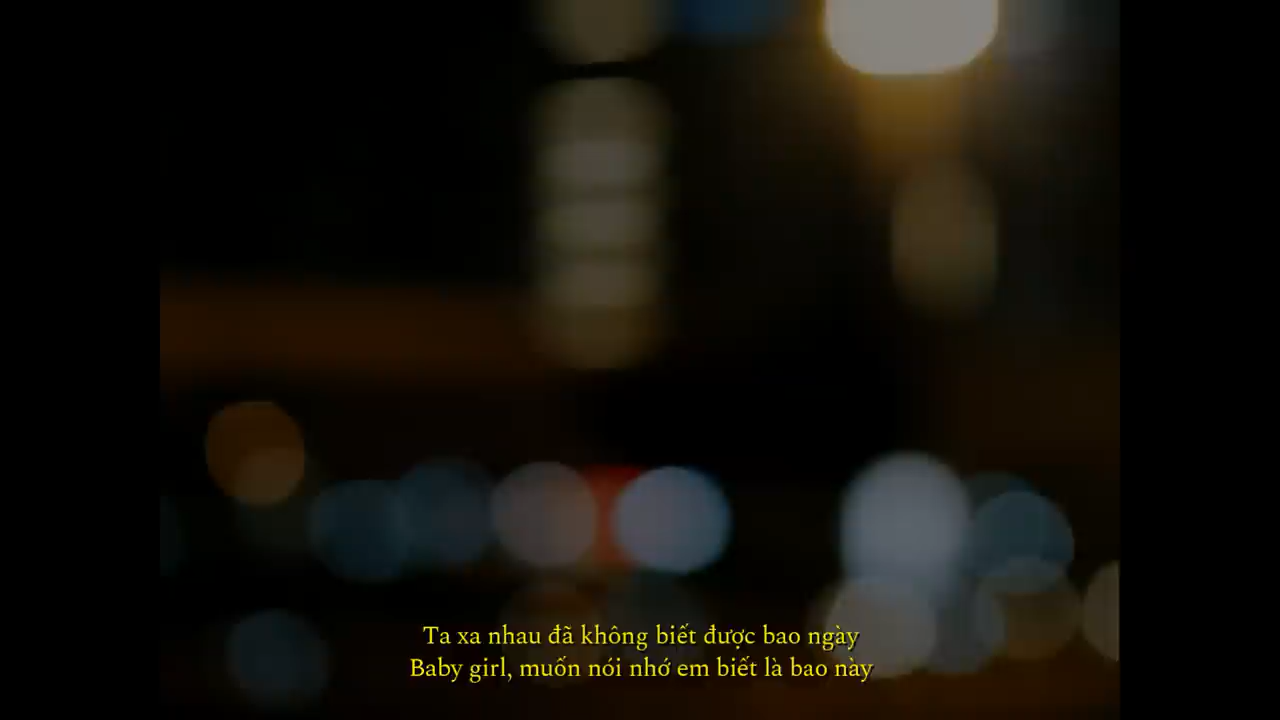 Ta xa nhau đã không biết được bao ngày
Baby girl, muốn nói nhớ em biết là bao này